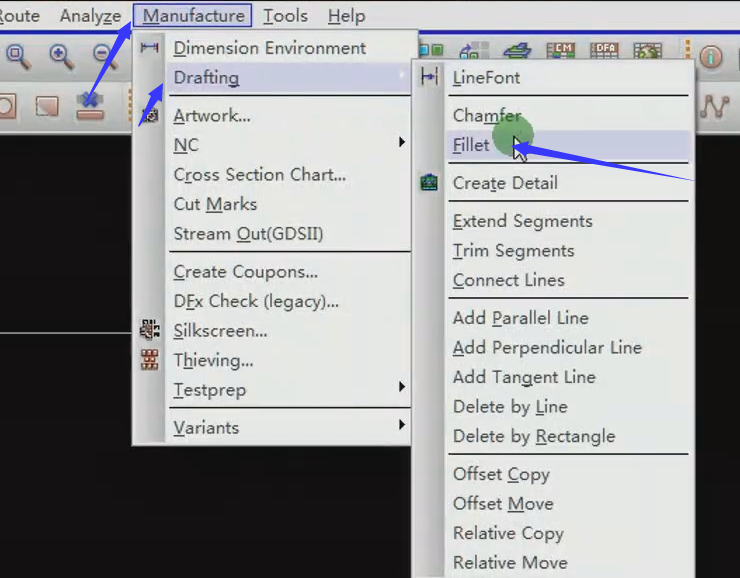 Route Analyze Manufacture Tools Help
CM DFA
Dimension Environment
Drafting
Artwork...
NC
Cross Section Chart...
Cut Marks
Stream Out(GDSII)
Create Coupons...
DFx Check (legacy)...
Silkscreen...
Thieving...
Testprep
Variants
LineFont
Chamfer
Fillet
Create Detail
Extend Segments
Trim Segments
Connect Lines
Add Parallel Line
Add Perpendicular Line
Add Tangent Line
Delete by Line
Delete by Rectangle
Offset Copy
Offset Move
Relative Copy
Relative Move